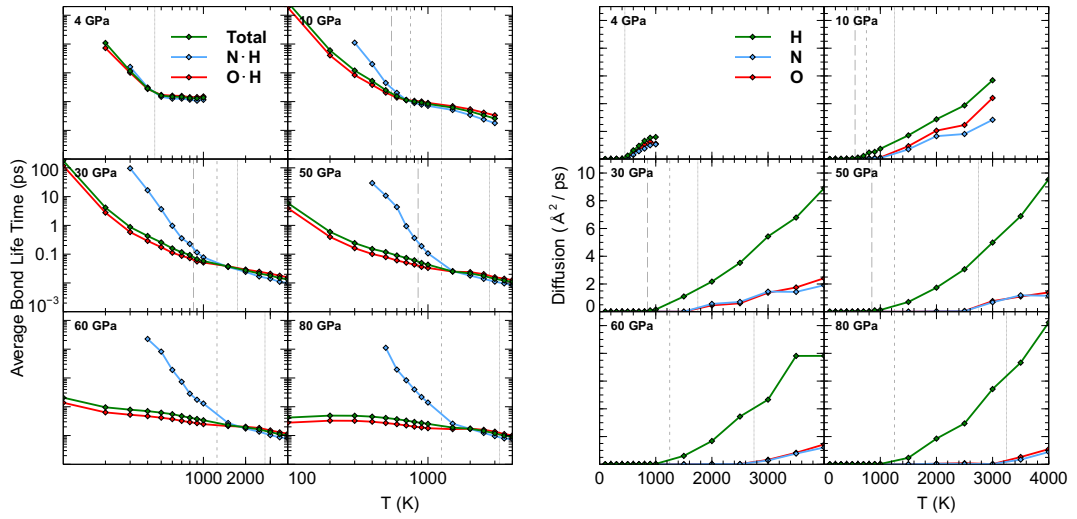 4 GPa
Total
N·H
O·H
10 GPa
30 GPa
50 GPa
60 GPa
80 GPa
Average Bond Life Time (ps)
100
10
1
0.1
0.01
10⁻³
1000 2000
100
1000
T (K)
4 GPa
H
N
O
10 GPa
H
N
O
30 GPa
50 GPa
60 GPa
80 GPa
Diffusion (Å² / ps)
10
8
6
4
2
0
0 1000 2000 3000
0 1000 2000 3000 4000
T (K)